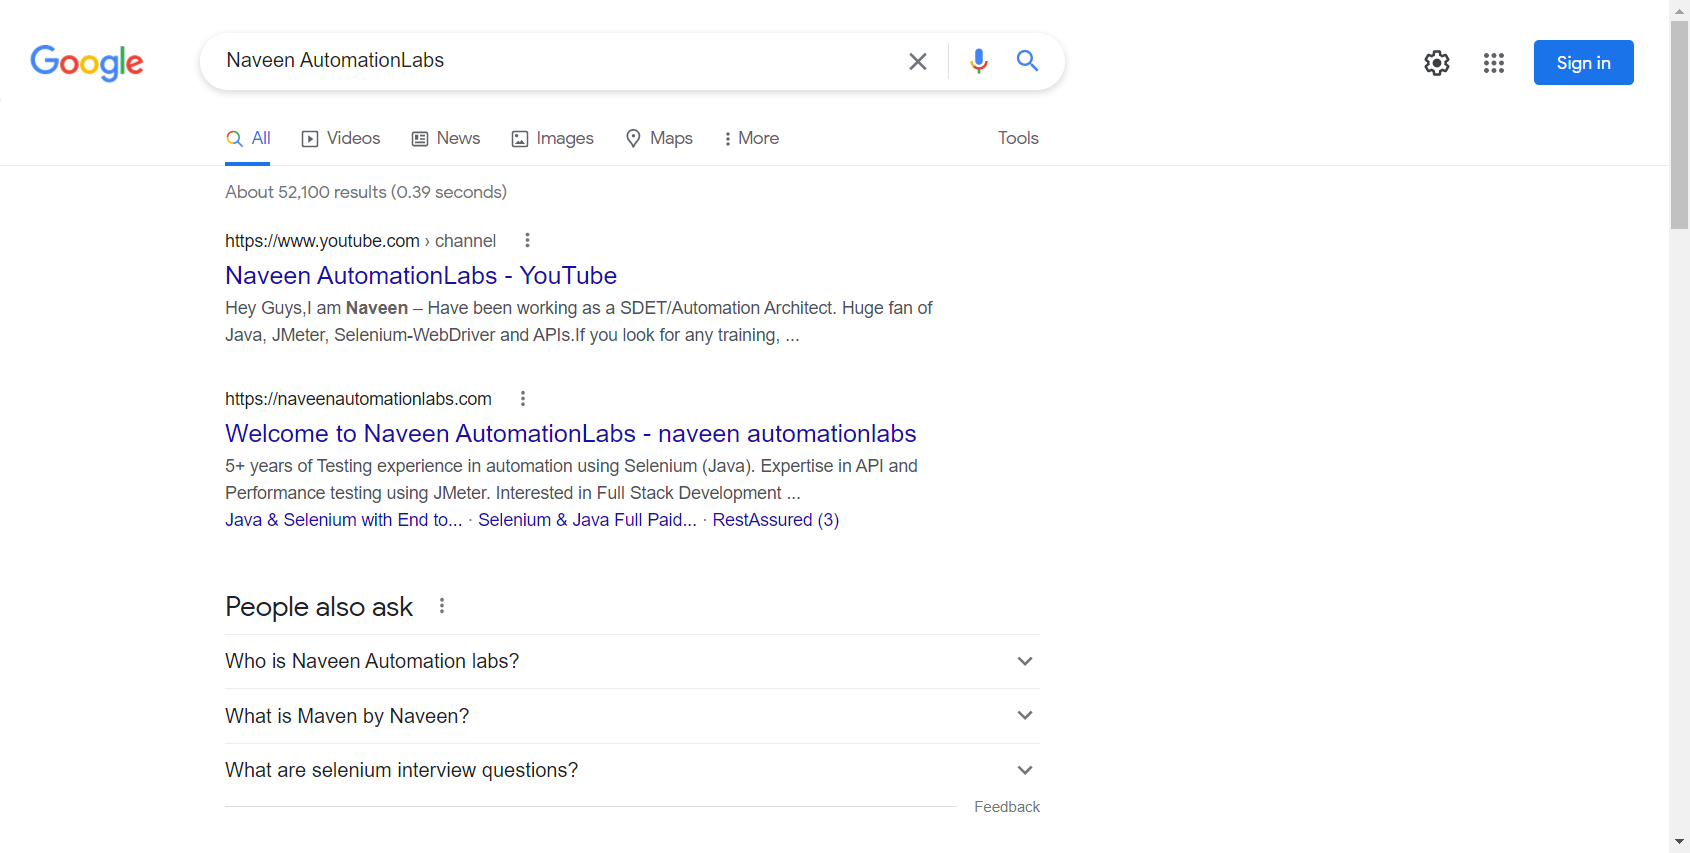 Google
Naveen AutomationLabs
Sign in
All Videos News Images Maps More Tools
About 52,100 results (0.39 seconds)
https://www.youtube.com › channel
Naveen AutomationLabs - YouTube
Hey Guys,I am Naveen – Have been working as a SDET/Automation Architect. Huge fan of
Java, JMeter, Selenium-WebDriver and APIs.If you look for any training, ...
https://naveenautomationlabs.com
Welcome to Naveen AutomationLabs - naveen automationlabs
5+ years of Testing experience in automation using Selenium (Java). Expertise in API and
Performance testing using JMeter. Interested in Full Stack Development ...
Java & Selenium with End to... · Selenium & Java Full Paid... · RestAssured (3)
People also ask
Who is Naveen Automation labs?
What is Maven by Naveen?
What are selenium interview questions?
Feedback